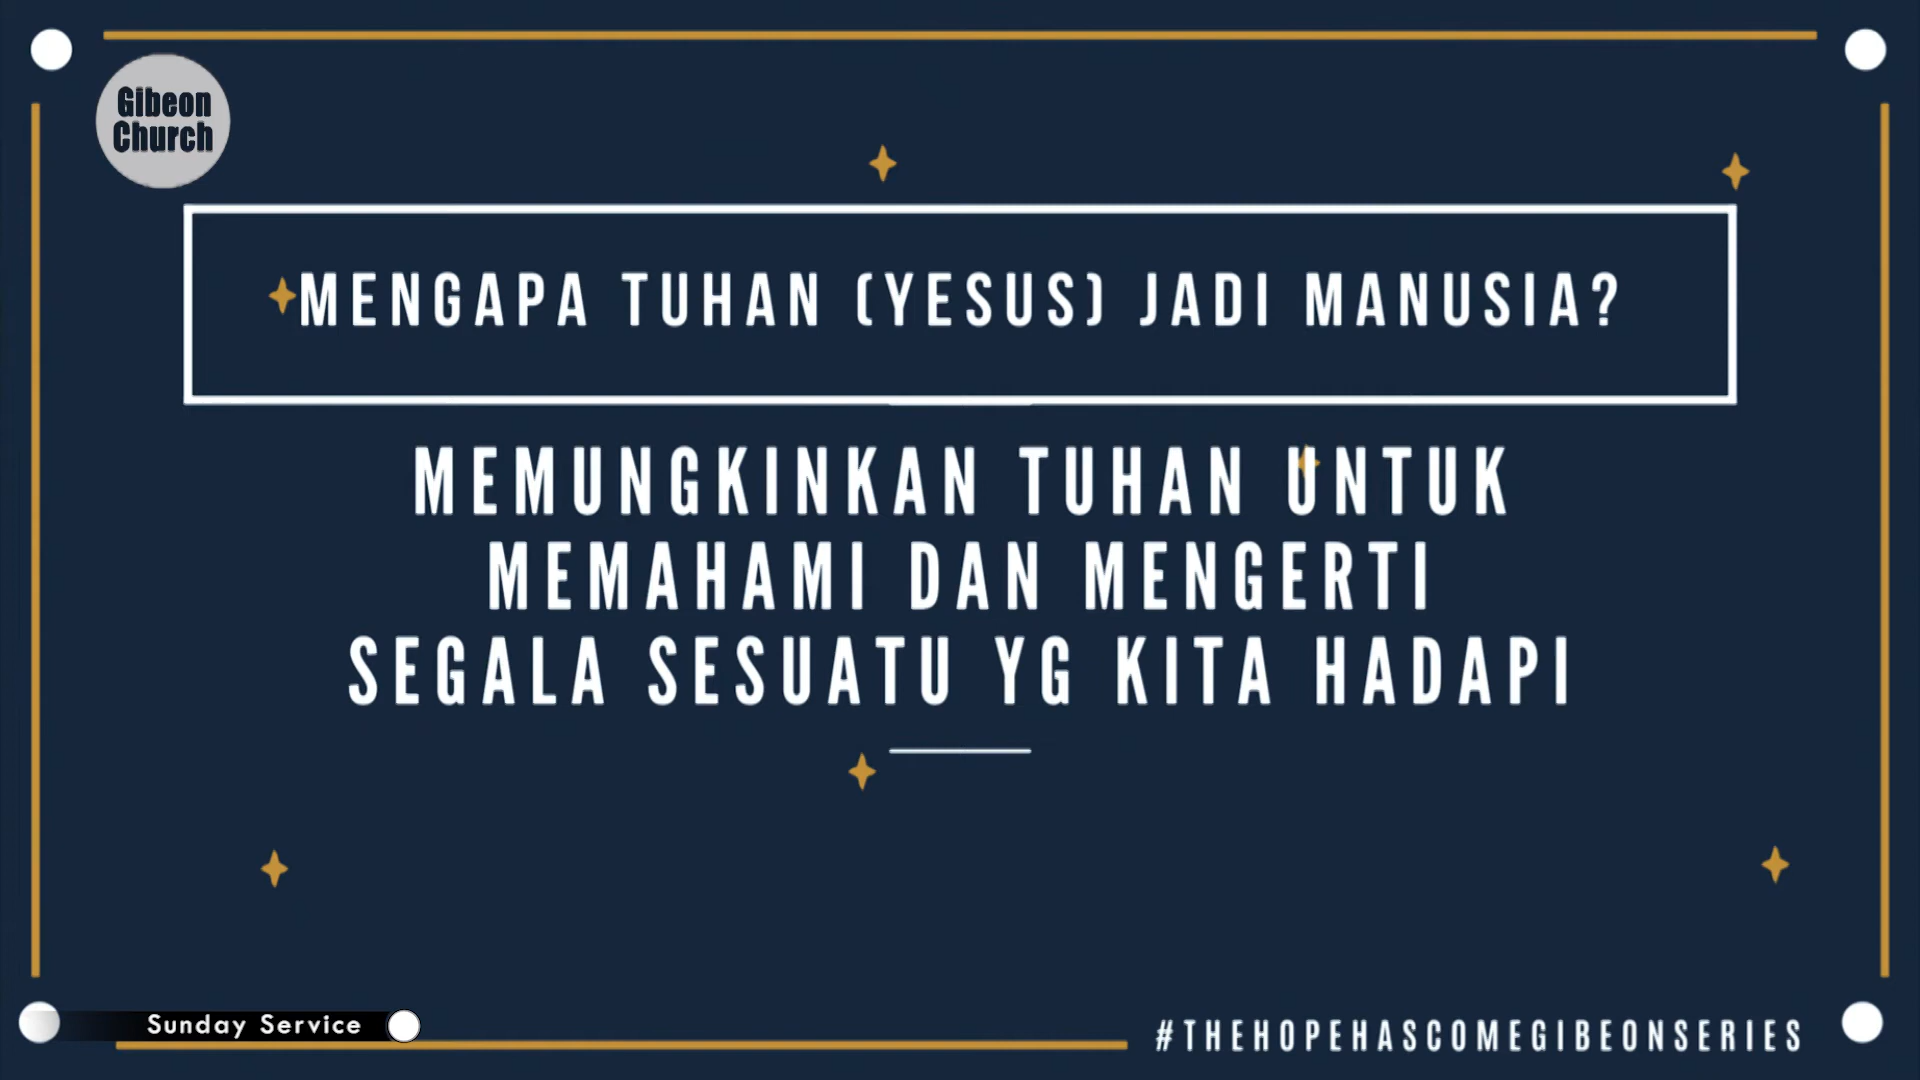 Gibeon
Church
MENGAPA TUHAN (YESUS) JADI MANUSIA?
MEMUNGKINKAN TUHAN UNTUK
MEMAHAMI DAN MENGERTI
SEGALA SESUATU YG KITA HADAPI
Sunday Service
#THEHOPEHASCOMEGIBEONSERIES